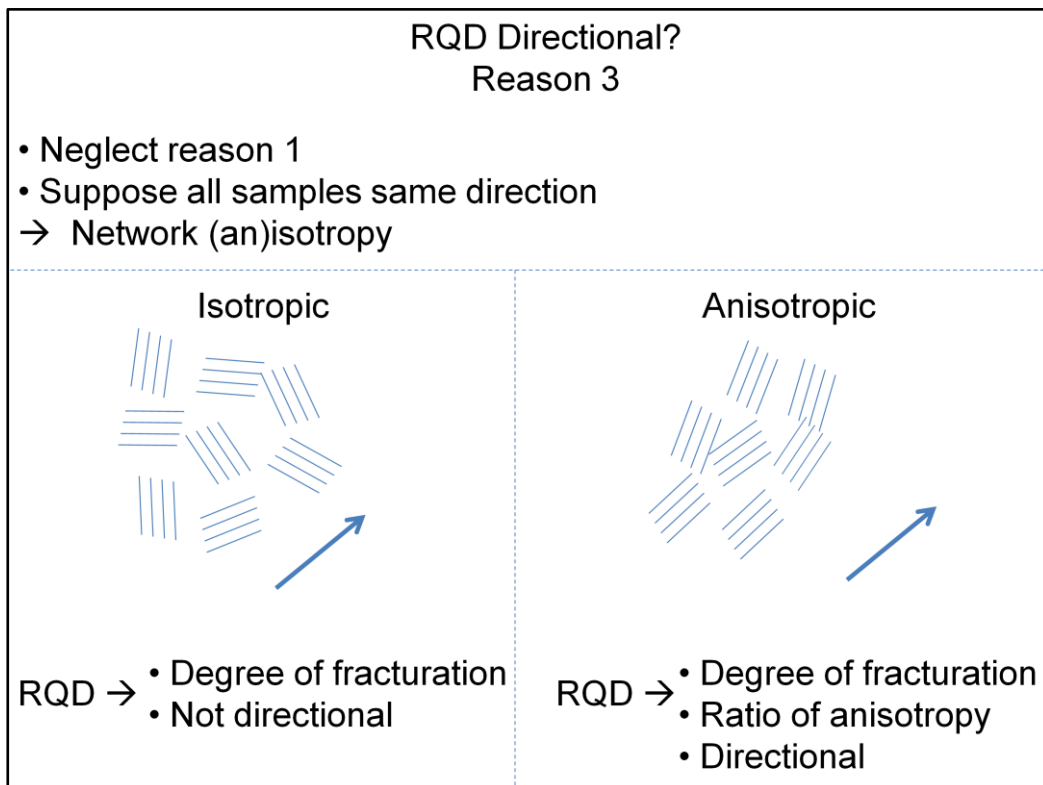 RQD Directional?
Reason 3
• Neglect reason 1
• Suppose all samples same direction
→ Network (an)isotropy
Isotropic
Anisotropic
RQD →
• Degree of fracturation
• Not directional
RQD →
• Degree of fracturation
• Ratio of anisotropy
• Directional